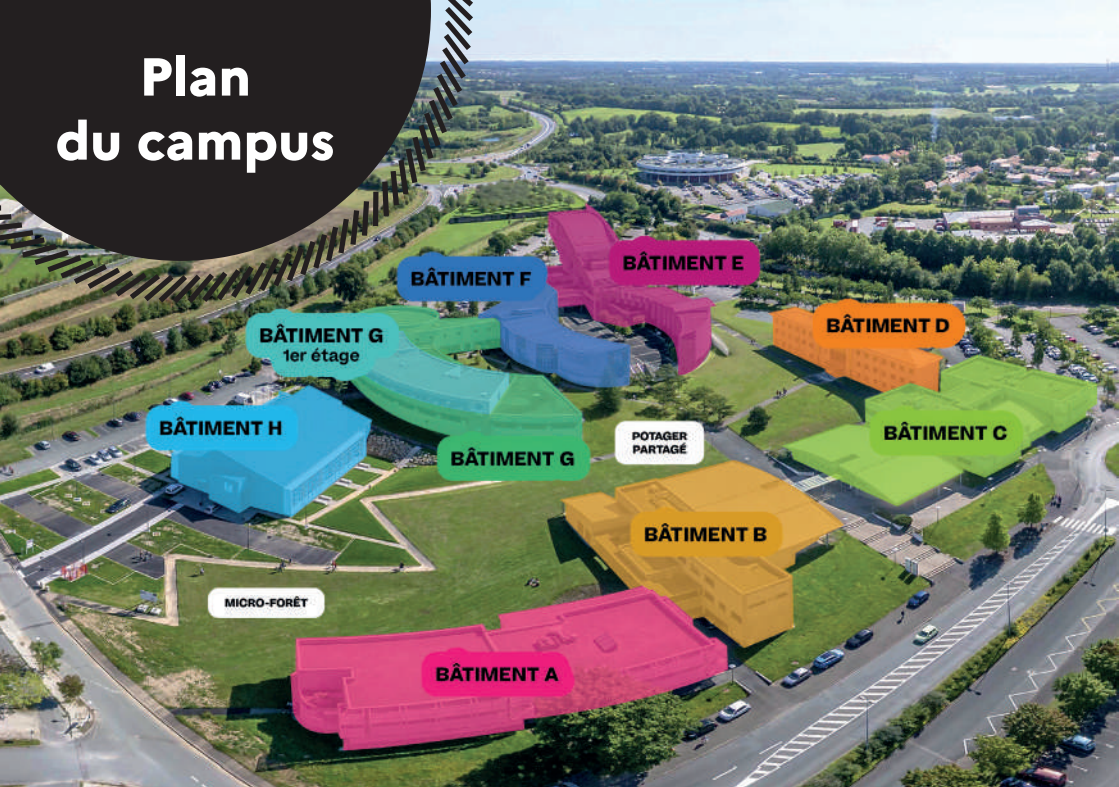 Plan
du campus
BÂTIMENT E
BÂTIMENT F
BÂTIMENT D
BÂTIMENT G
1er étage
BÂTIMENT H
BÂTIMENT C
POTAGER
PARTAGÉ
BÂTIMENT G
BÂTIMENT B
MICRO-FORÊT
BÂTIMENT A